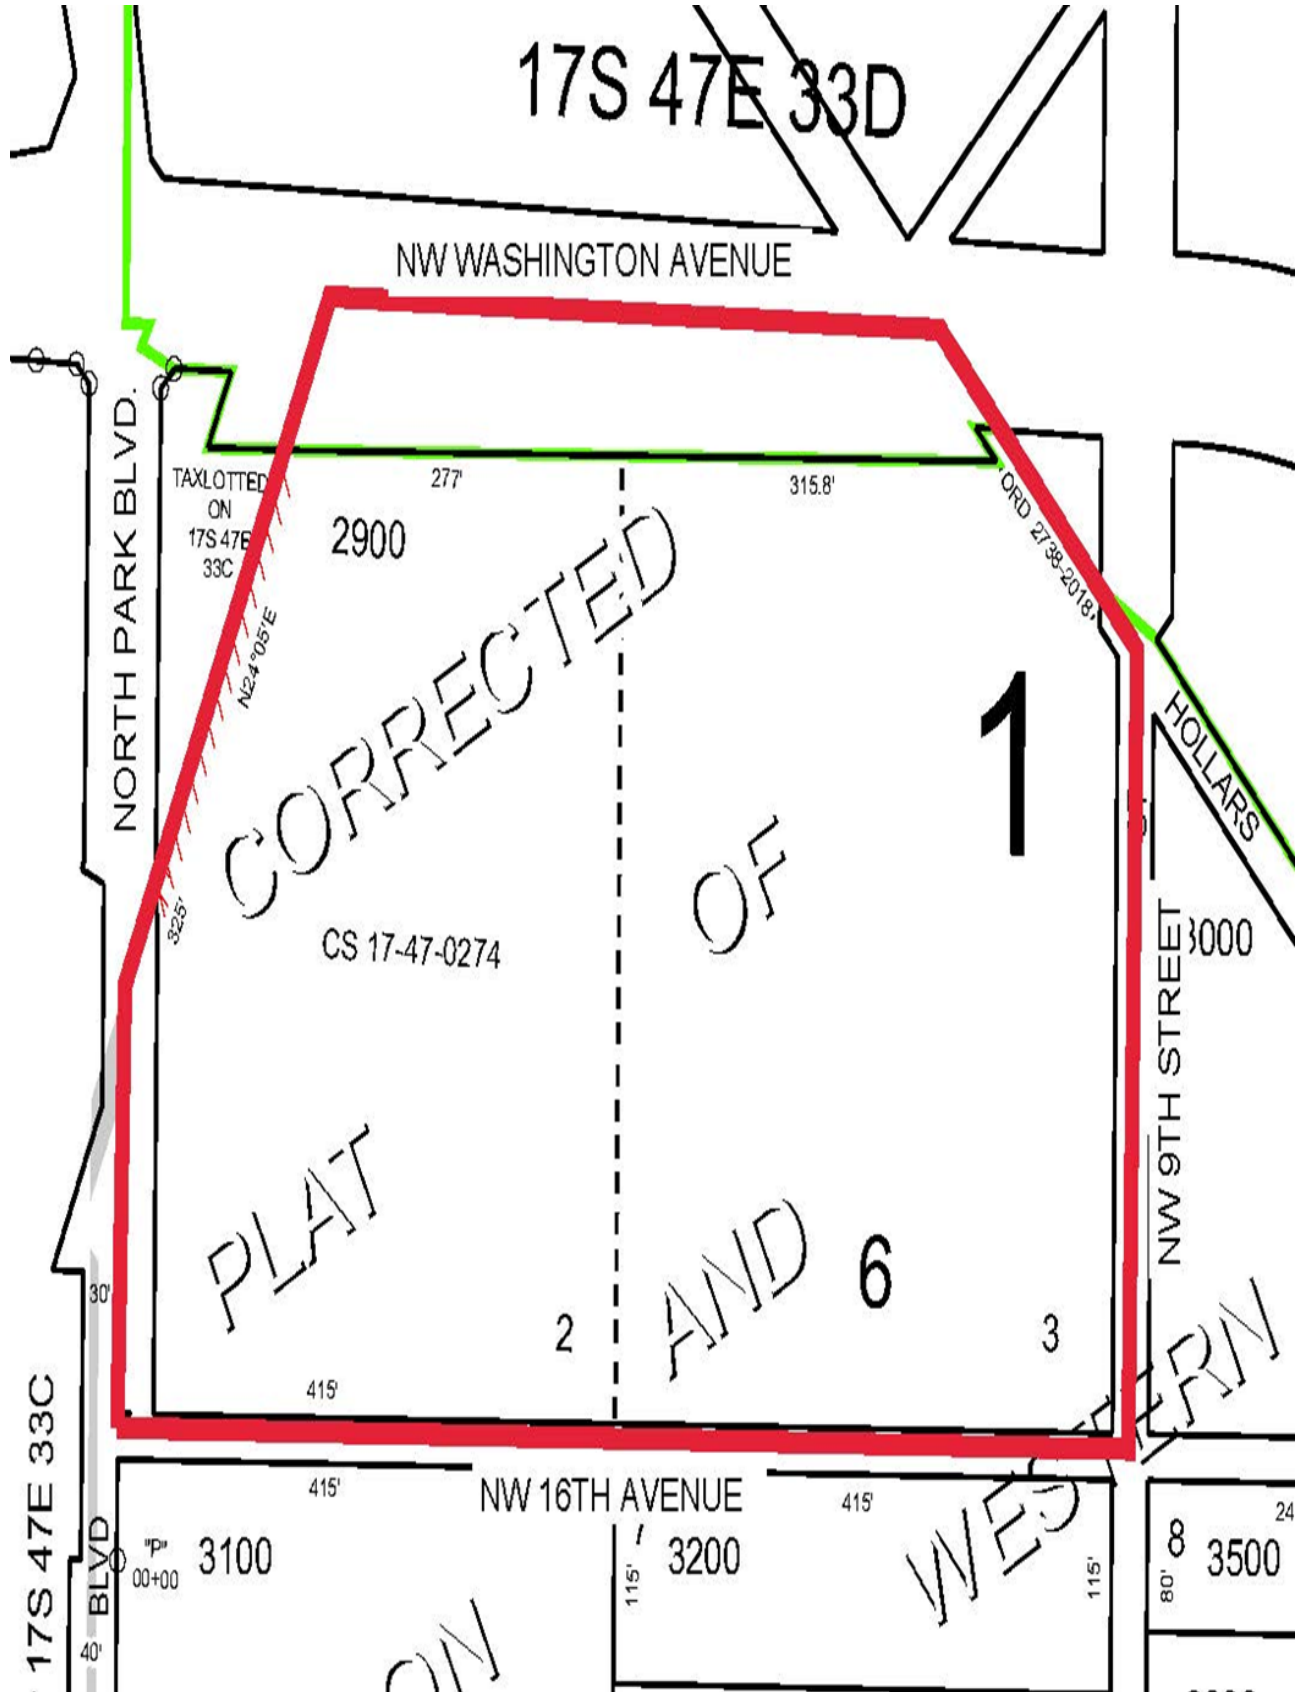 17S 47E 33D
NW WASHINGTON AVENUE
NORTH PARK BLVD.
TAXLOTTED
ON
17S 47E
33C
277'
315.8'
2900
ORD 2738-2018
N24°05'E
CORRECTED
1
HOLLARS
OF
325'
CS 17-47-0274
3000
NW 9TH STREET
PLAT
AND
6
30'
2
3
415'
WESTERN
415'
NW 16TH AVENUE
415'
17S 47E 33C
BLVD
"P"
00+00
3100
3200
115'
115'
80'
8
3500
24
40'
ON